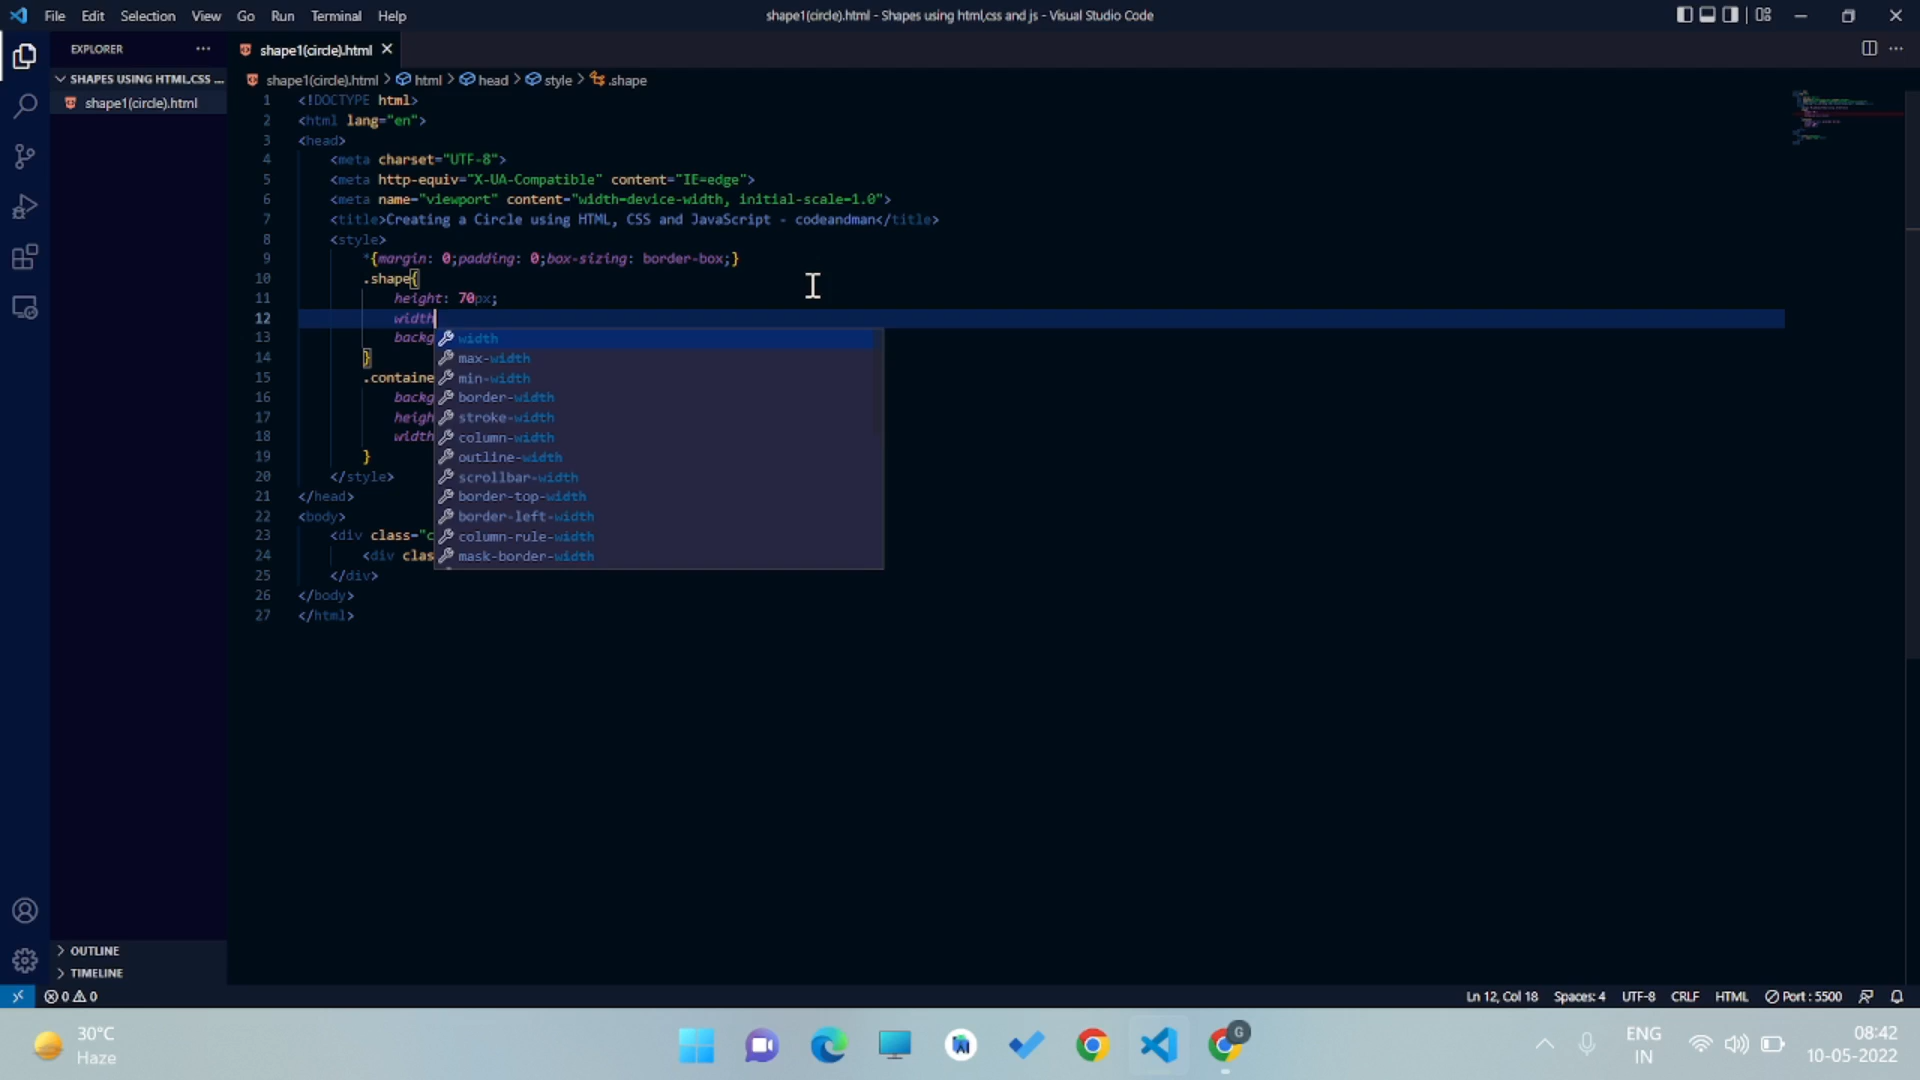 File Edit Selection View Go Run Terminal Help
shape1(circle).html - Shapes using html,css and js - Visual Studio Code
EXPLORER
shape1(circle).html
SHAPES USING HTML,CSS ...
shape1(circle).html
shape1(circle).html > html > head > style > .shape
1 <!DOCTYPE html>
2 <html lang="en">
3 <head>
4 <meta charset="UTF-8">
5 <meta http-equiv="X-UA-Compatible" content="IE=edge">
6 <meta name="viewport" content="width=device-width, initial-scale=1.0">
7 <title>Creating a Circle using HTML, CSS and JavaScript - codeandman</title>
8 <style>
9 *{margin: 0;padding: 0;box-sizing: border-box;}
10 .shape{
11 height: 70px;
12 width
13 backg
14 }
15 .containe
16 backg
17 heigh
18 width
19 }
20 </style>
21 </head>
22 <body>
23 <div class="c
24 <div clas
25 </div>
26 </body>
27 </html>
width
max-width
min-width
border-width
stroke-width
column-width
outline-width
scrollbar-width
border-top-width
border-left-width
column-rule-width
mask-border-width
OUTLINE
TIMELINE
0 0
Ln 12, Col 18 Spaces: 4 UTF-8 CRLF HTML Port : 5500
30°C
Haze
G
ENG
IN
08:42
10-05-2022